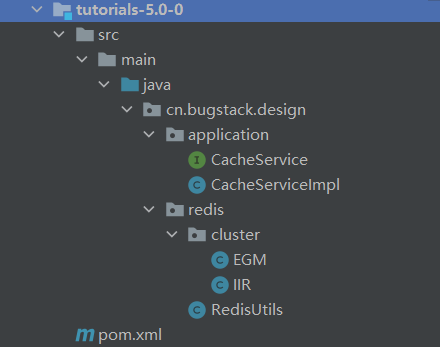 tutorials-5.0-0
src
main
java
cn.bugstack.design
application
I CacheService
C CacheServiceImpl
redis
cluster
C EGM
C IIR
C RedisUtils
m pom.xml